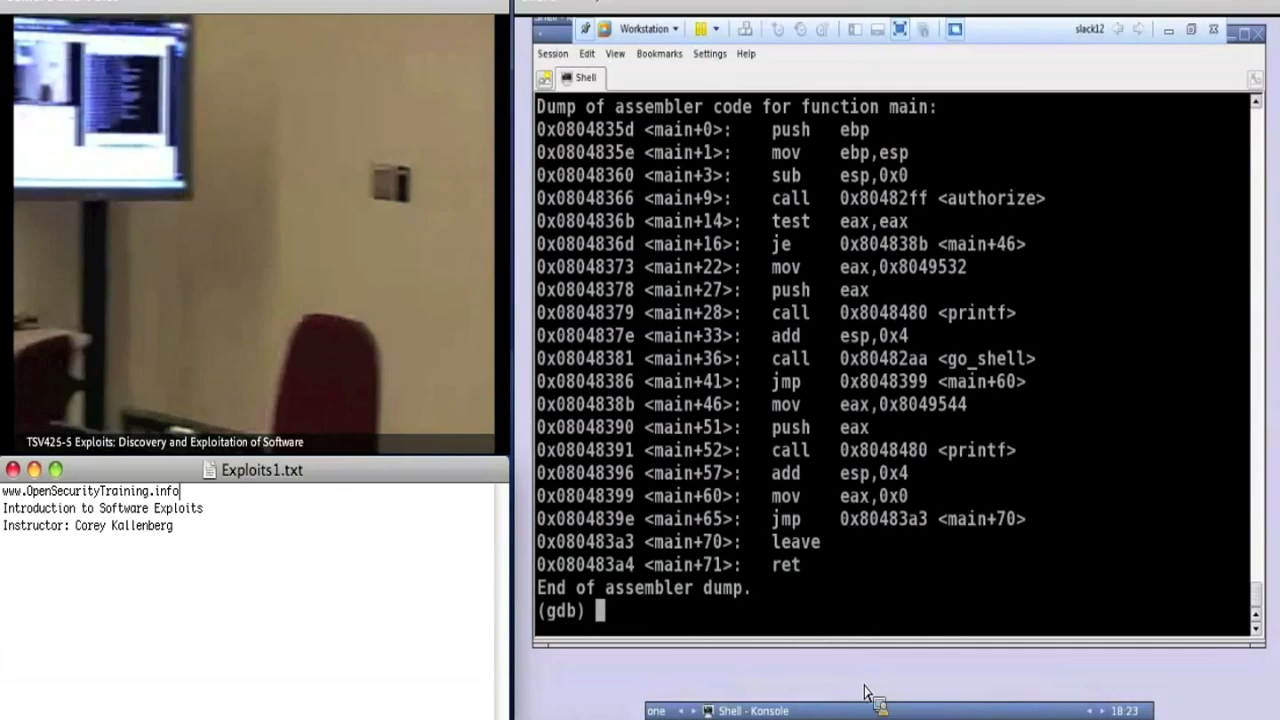 Workstation
slack12
Session Edit View Bookmarks Settings Help
Shell
Dump of assembler code for function main:
0x0804835d <main+0>: push ebp
0x0804835e <main+1>: mov ebp,esp
0x08048360 <main+3>: sub esp,0x0
0x08048366 <main+9>: call 0x80482ff <authorize>
0x0804836b <main+14>: test eax,eax
0x0804836d <main+16>: je 0x804838b <main+46>
0x08048373 <main+22>: mov eax,0x8049532
0x08048378 <main+27>: push eax
0x08048379 <main+28>: call 0x8048480 <printf>
0x0804837e <main+33>: add esp,0x4
0x08048381 <main+36>: call 0x80482aa <go_shell>
0x08048386 <main+41>: jmp 0x8048399 <main+60>
0x0804838b <main+46>: mov eax,0x8049544
0x08048390 <main+51>: push eax
0x08048391 <main+52>: call 0x8048480 <printf>
0x08048396 <main+57>: add esp,0x4
0x08048399 <main+60>: mov eax,0x0
0x0804839e <main+65>: jmp 0x80483a3 <main+70>
0x080483a3 <main+70>: leave
0x080483a4 <main+71>: ret
End of assembler dump.
(gdb)
TSV425-S Exploits: Discovery and Exploitation of Software
Exploits1.txt
www.OpenSecurityTraining.info
Introduction to Software Exploits
Instructor: Corey Kallenberg
one
Shell - Konsole
18:23